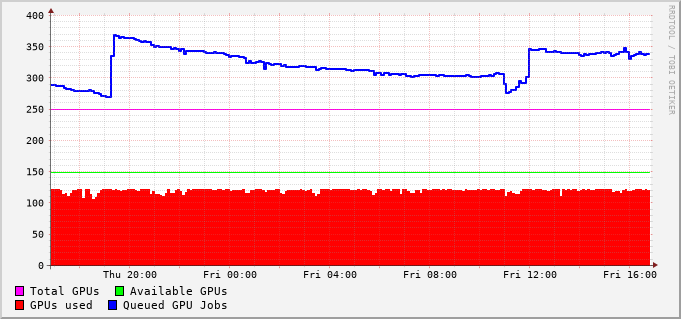 400
350
300
250
200
150
100
50
0
Thu 20:00 Fri 00:00 Fri 04:00 Fri 08:00 Fri 12:00 Fri 16:00
Total GPUs Available GPUs
GPUs used Queued GPU Jobs
RRDTOOL / TOBI OETIKER